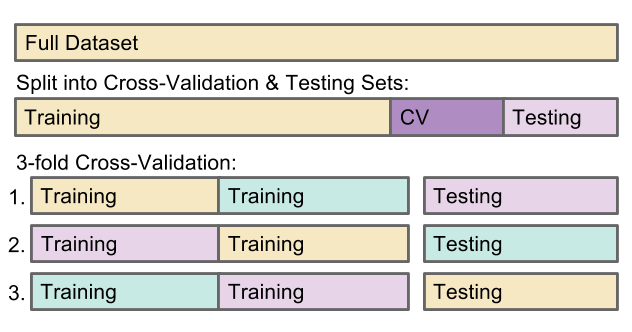 Full Dataset
Split into Cross-Validation & Testing Sets:
Training CV Testing
3-fold Cross-Validation:
1. Training Training Testing
2. Training Training Testing
3. Training Training Testing